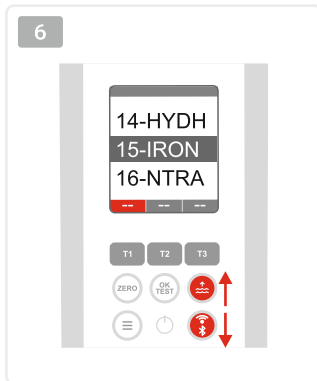 6
14-HYDH
15-IRON
16-NTRA
-- -- --
T1 T2 T3
ZERO OK TEST